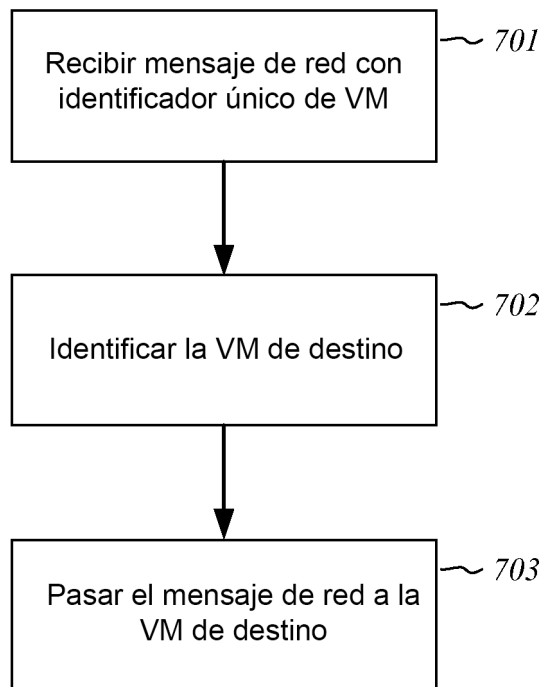 Recibir mensaje de red con
identificador único de VM
701
Identificar la VM de destino
702
Pasar el mensaje de red a la
VM de destino
703